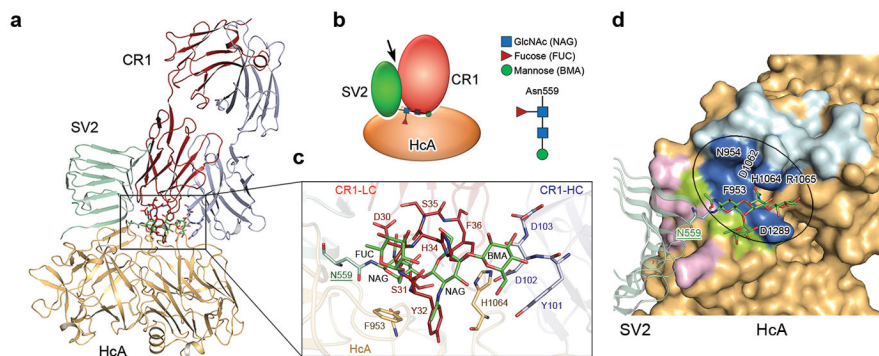 a
CR1
SV2
HcA
b
SV2
CR1
HcA
GlcNAc (NAG)
Fucose (FUC)
Mannose (BMA)
Asn559
c
CR1-LC
CR1-HC
S35
D30
F36
FUC
H34
BMA
D103
N559
NAG
S31
NAG
D102
Y32
H1064
Y101
F953
HcA
d
N954
D1062
H1064
R1065
F953
N559
D1289
SV2
HcA